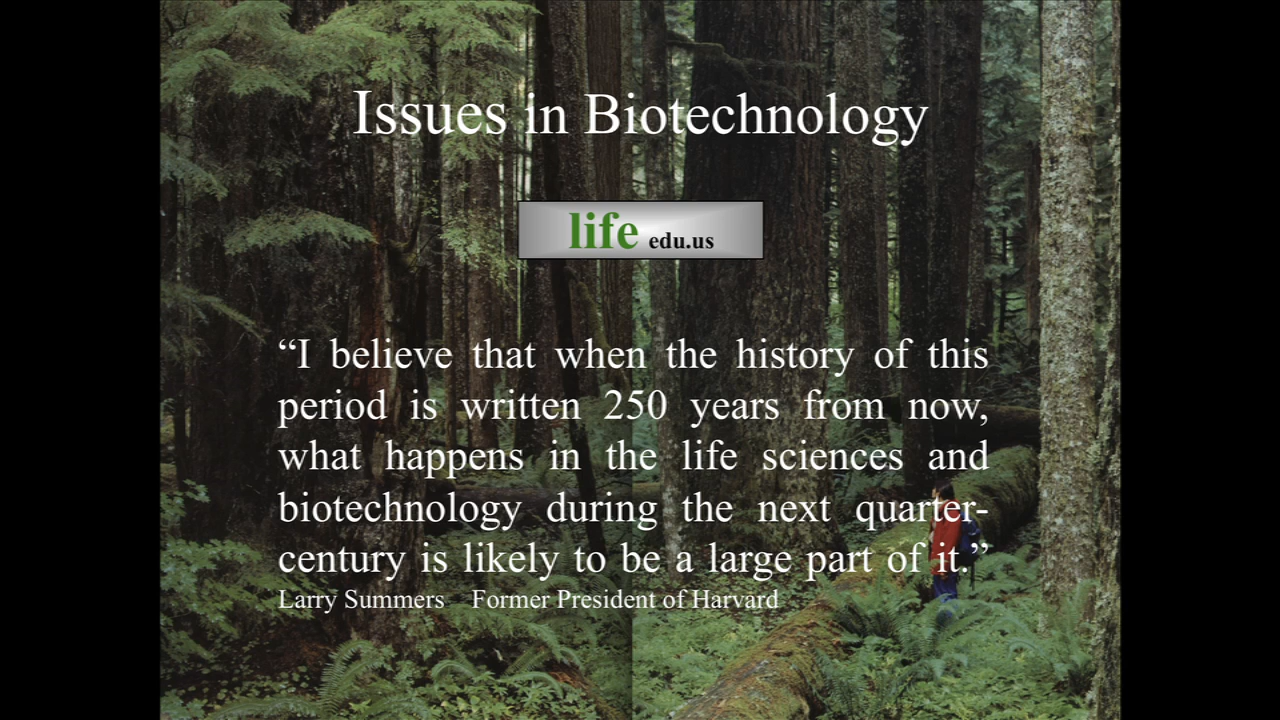 Issues in Biotechnology
life edu.us
“I believe that when the history of this
period is written 250 years from now,
what happens in the life sciences and
biotechnology during the next quarter-
century is likely to be a large part of it.”
Larry Summers Former President of Harvard